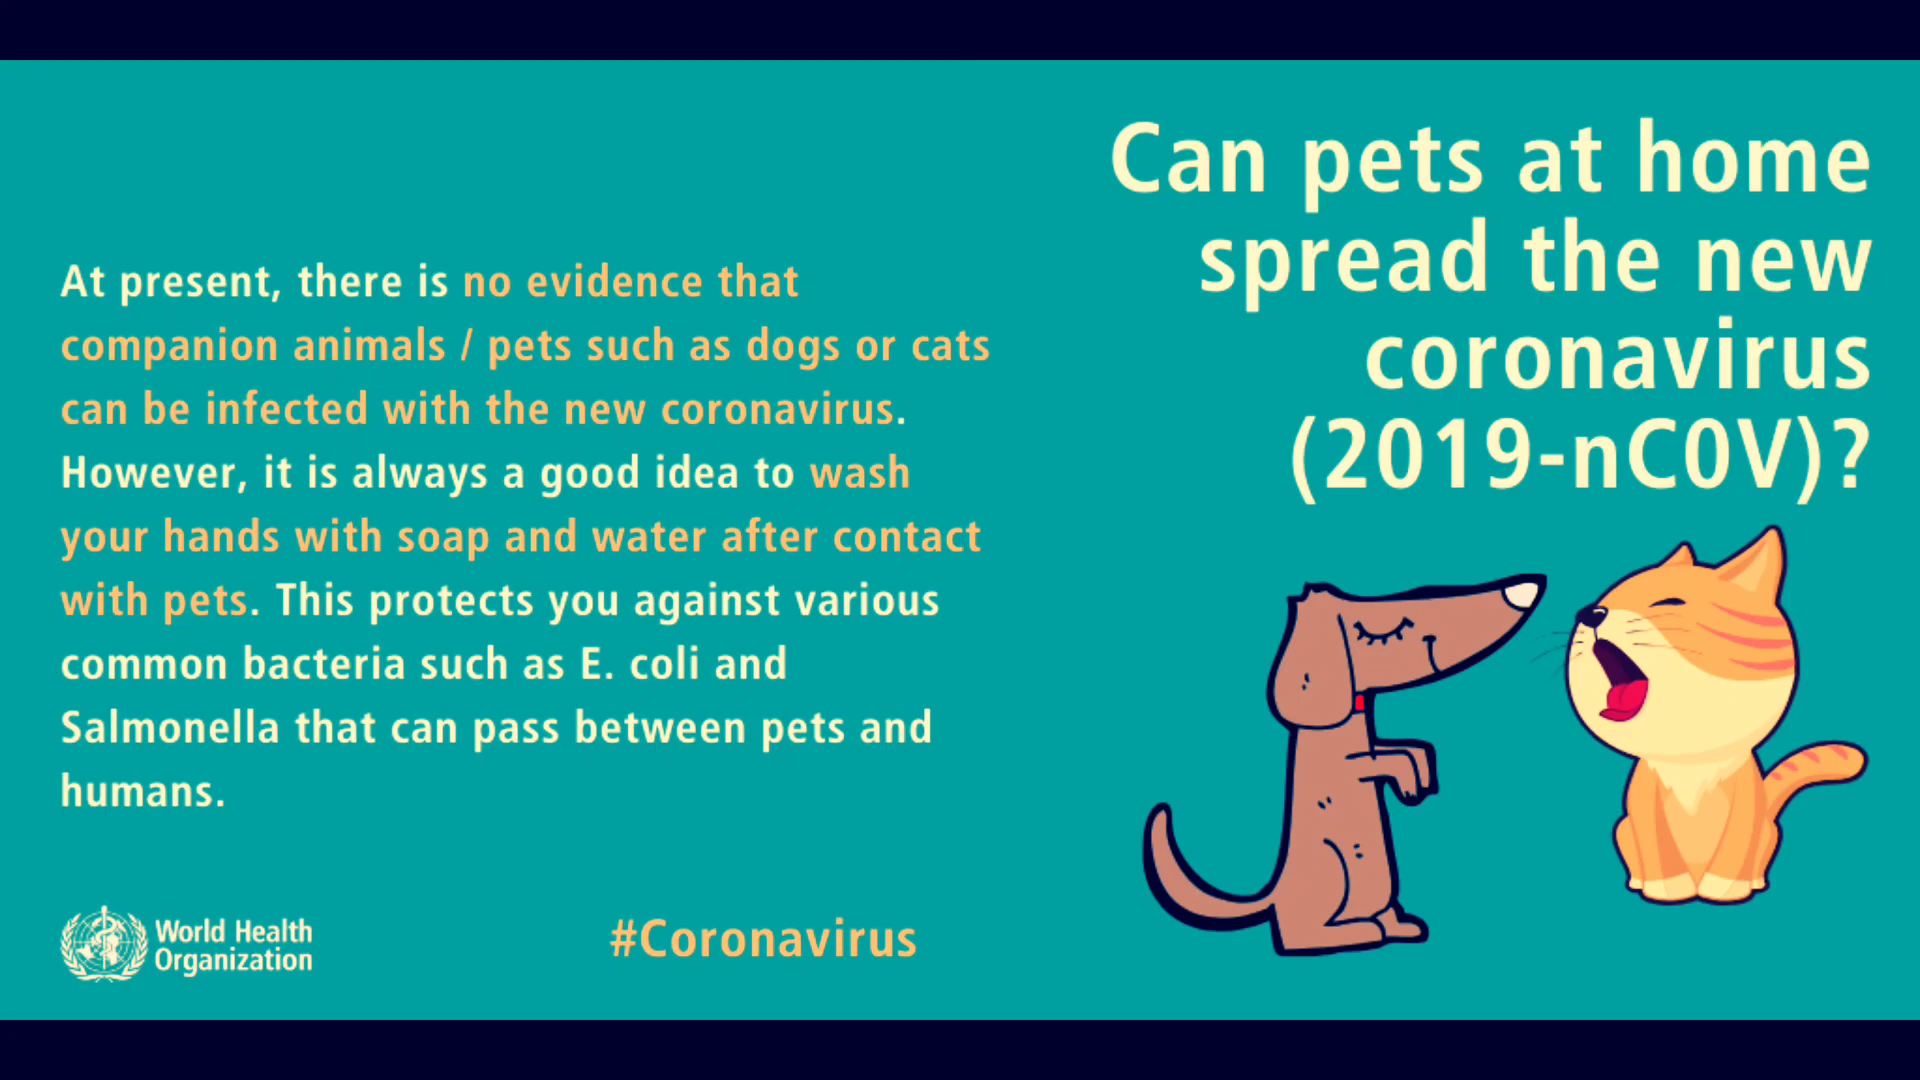 Can pets at home
spread the new
coronavirus
(2019-nC0V)?
At present, there is no evidence that
companion animals / pets such as dogs or cats
can be infected with the new coronavirus.
However, it is always a good idea to wash
your hands with soap and water after contact
with pets. This protects you against various
common bacteria such as E. coli and
Salmonella that can pass between pets and
humans.
World Health
Organization
#Coronavirus